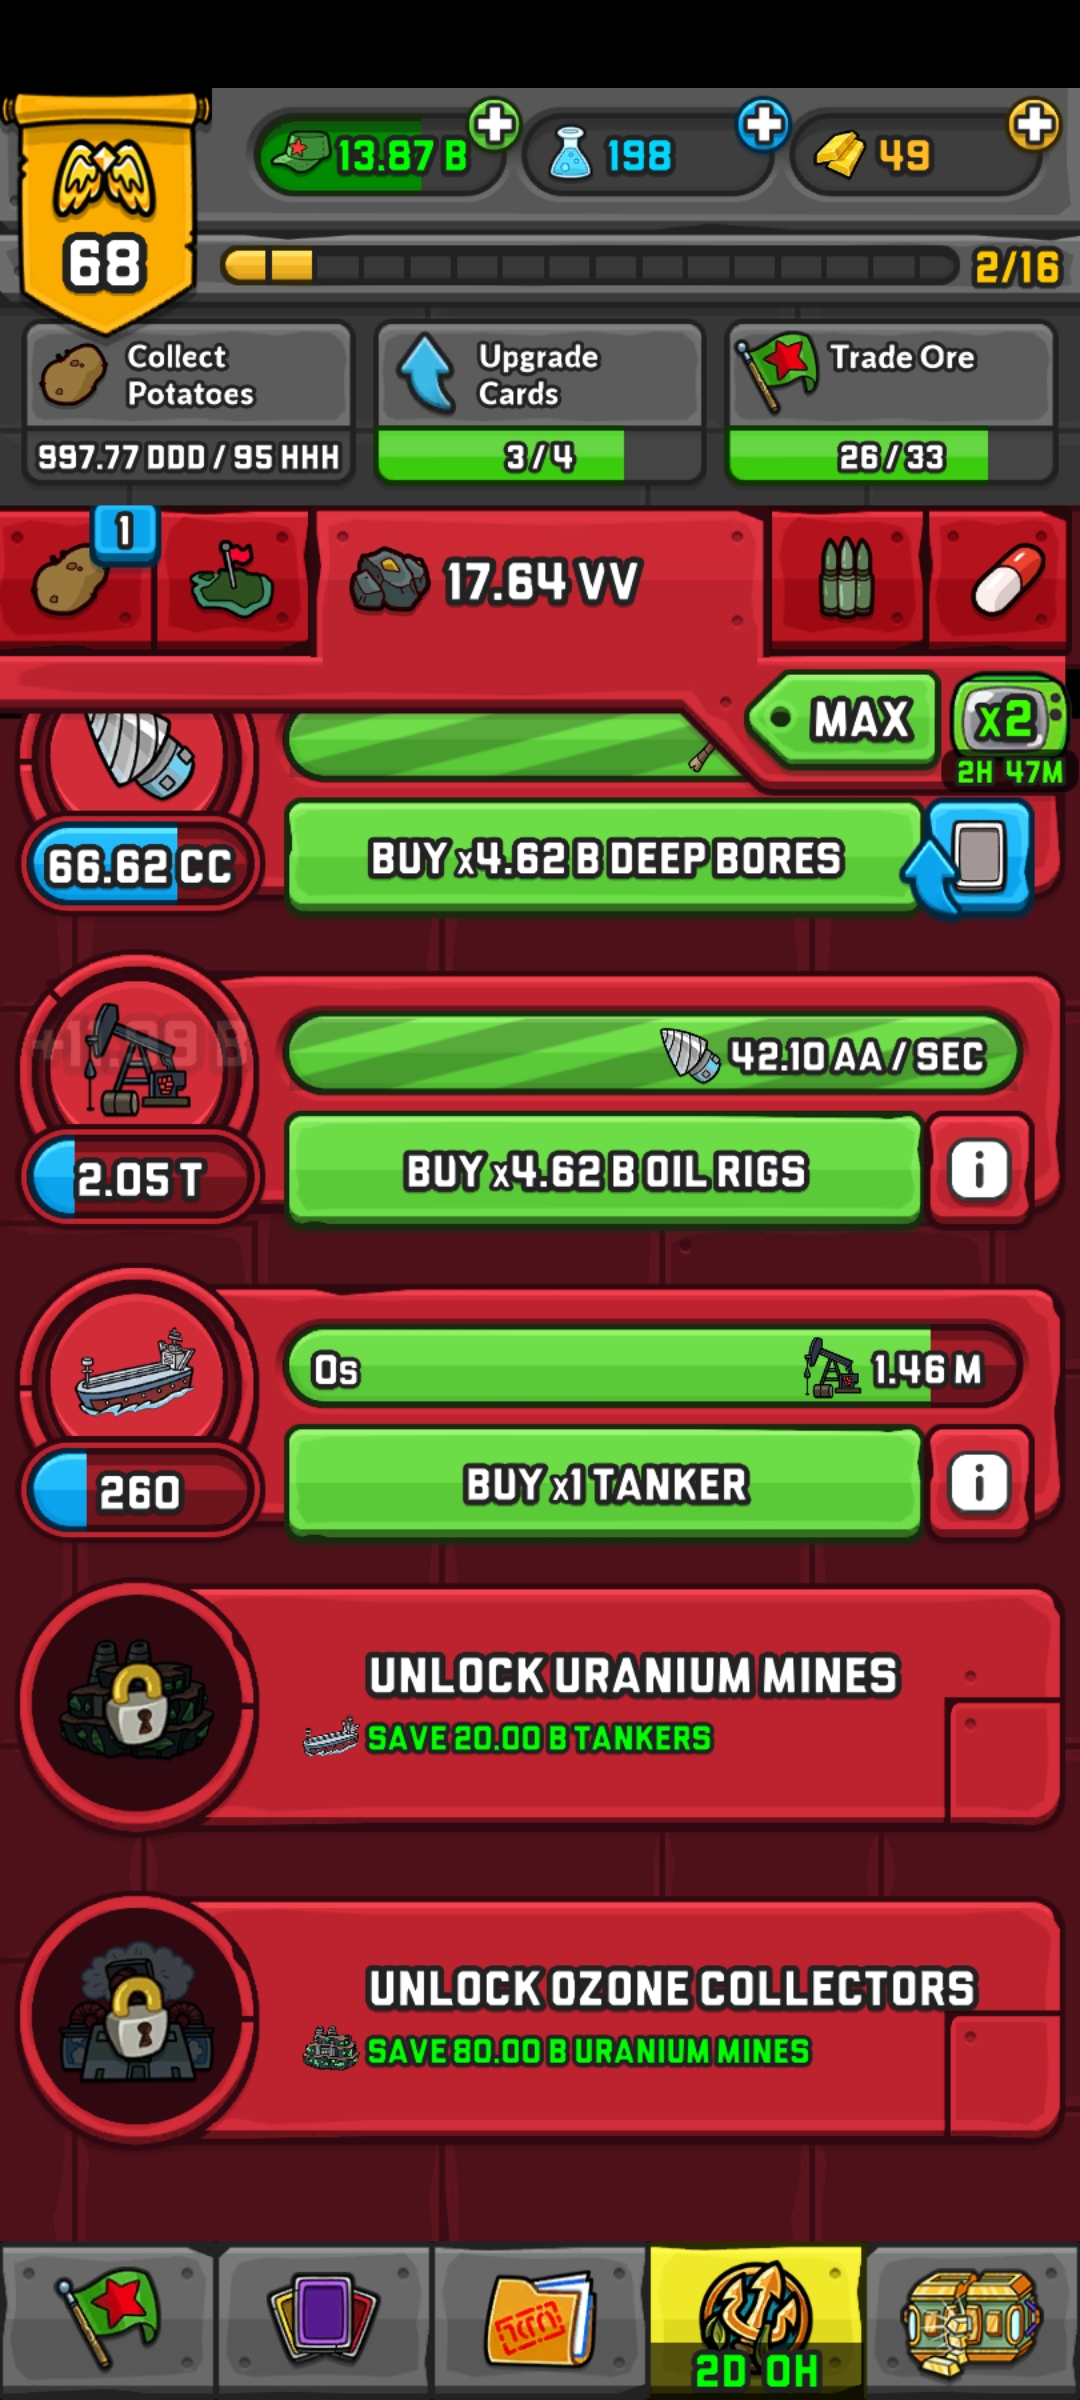 13.87 B
198
49
68
2/16
Collect
Potatoes
Upgrade
Cards
Trade Ore
997.77 DDD / 95 HHH
3/4
26/33
1
17.64 VV
MAX
x2
2H 47M
66.62 CC
BUY x4.62 B DEEP BORES
42.10 AA / SEC
2.05 T
BUY x4.62 B OIL RIGS
i
0s
1.46 M
260
BUY x1 TANKER
i
UNLOCK URANIUM MINES
SAVE 20.00 B TANKERS
UNLOCK OZONE COLLECTORS
SAVE 80.00 B URANIUM MINES
2D 0H